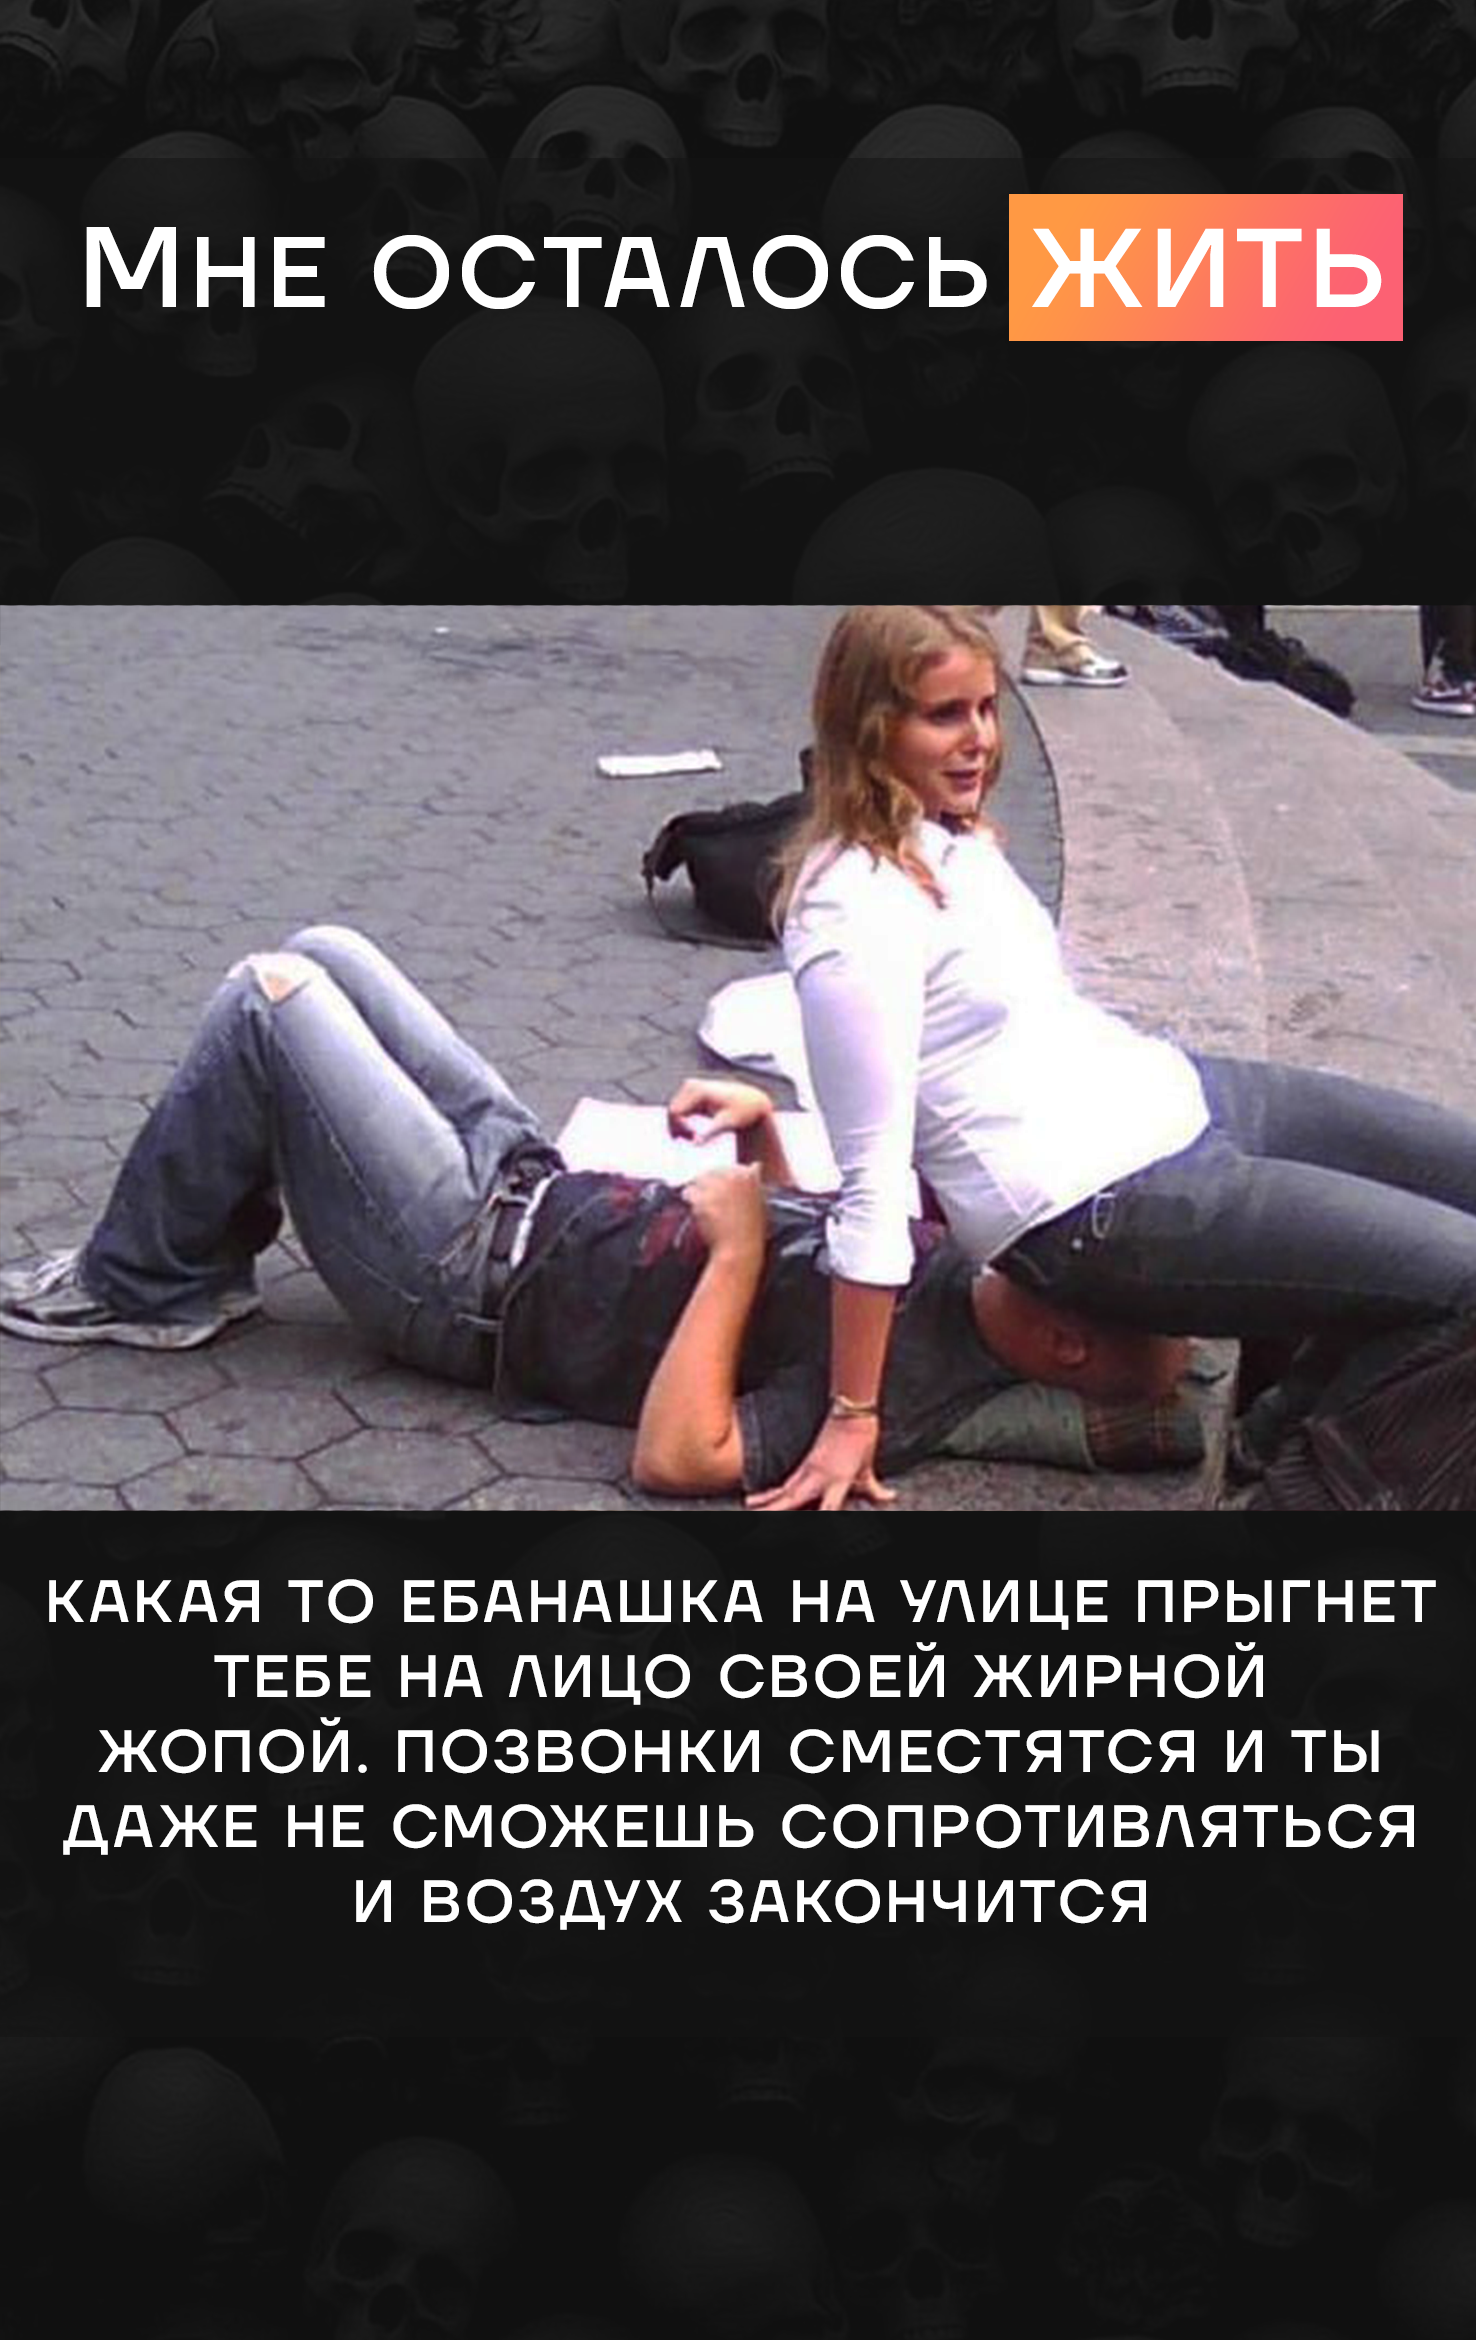 Мне осталось жить
КАКАЯ ТО ЕБАНАШКА НА УЛИЦЕ ПРЫГНЕТ
ТЕБЕ НА ЛИЦО СВОЕЙ ЖИРНОЙ
ЖОПОЙ. ПОЗВОНКИ СМЕСТЯТСЯ И ТЫ
ДАЖЕ НЕ СМОЖЕШЬ СОПРОТИВЛЯТЬСЯ
И ВОЗДУХ ЗАКОНЧИТСЯ